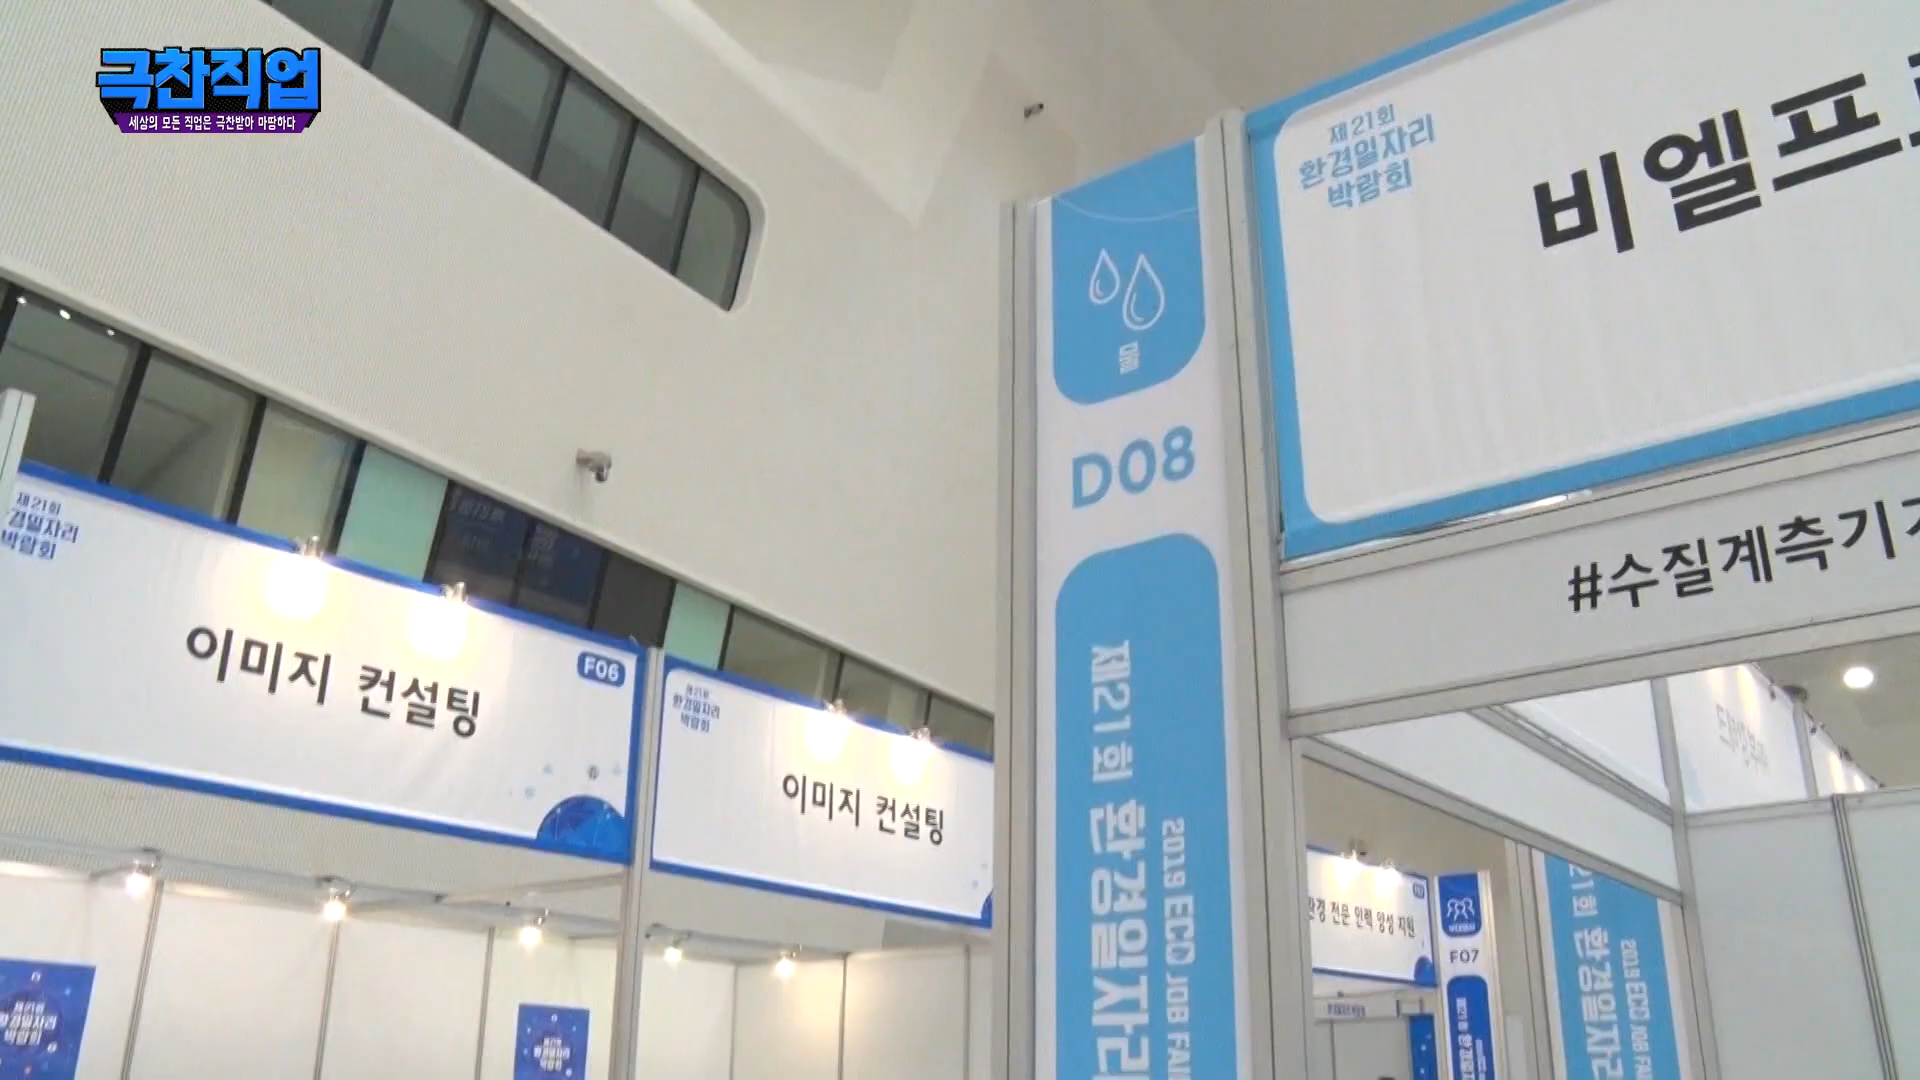 극찬직업
세상의 모든 직업은 극찬받아 마땅하다
제21회
환경일자리
박람회
비엘프
물
D08
#수질계측기기
제21회 환경일자리
2019 ECO JOB FAIR
제21회
환경일자리
박람회
이미지 컨설팅
F06
제21회
환경일자리
박람회
이미지 컨설팅
환경 전문 인력 양성 지원
F07
21회 환경일자리
2019 ECO JOB FAIR
제21회
환경일자리
박람회
제21회
환경일자리
박람회